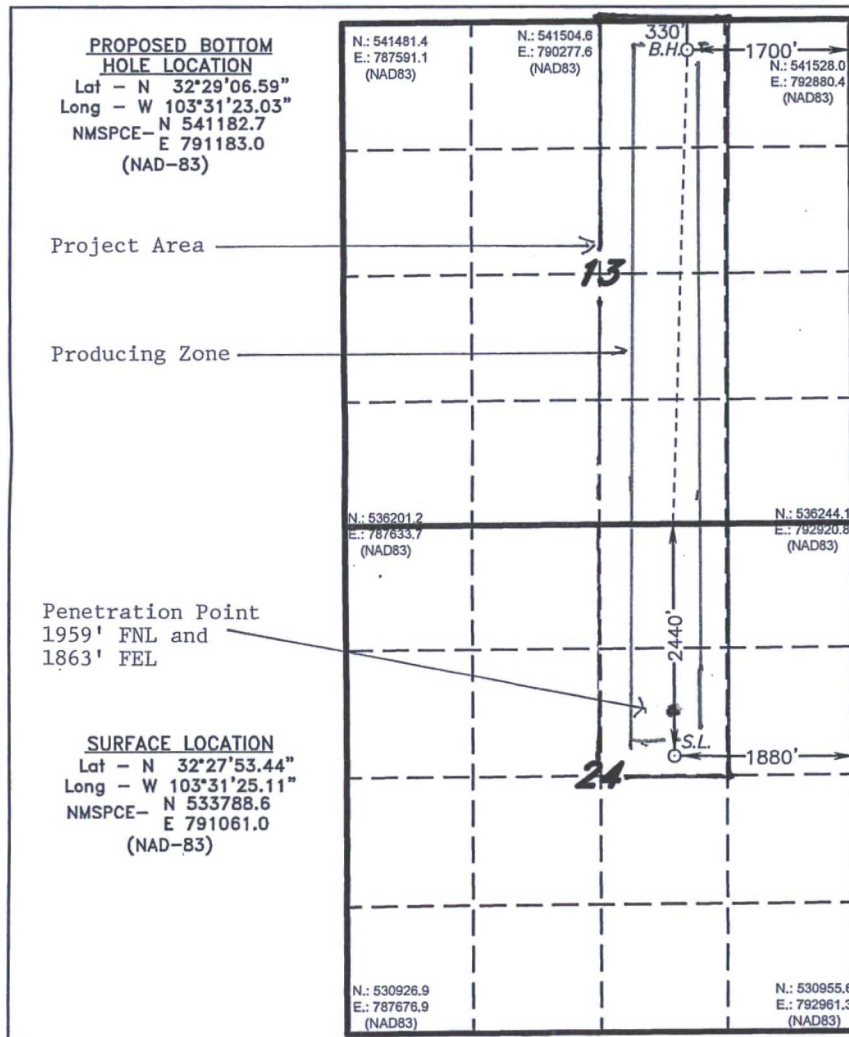 PROPOSED BOTTOM
HOLE LOCATION
Lat - N 32°29'06.59"
Long - W 103°31'23.03"
NMSPCE- N 541182.7
E 791183.0
(NAD-83)
N.: 541481.4
E.: 787591.1
(NAD83)
N.: 541504.6
E.: 790277.6
(NAD83)
330'
B.H.
1700'
N.: 541528.0
E.: 792880.4
(NAD83)
Project Area
13
Producing Zone
N.: 536201.2
E.: 787633.7
(NAD83)
N.: 536244.1
E.: 792920.8
(NAD83)
Penetration Point
1959' FNL and
1863' FEL
2440'
SURFACE LOCATION
Lat - N 32°27'53.44"
Long - W 103°31'25.11"
NMSPCE- N 533788.6
E 791061.0
(NAD-83)
S.L.
1880'
24
N.: 530926.9
E.: 787676.9
(NAD83)
N.: 530955.6
E.: 792961.3
(NAD83)